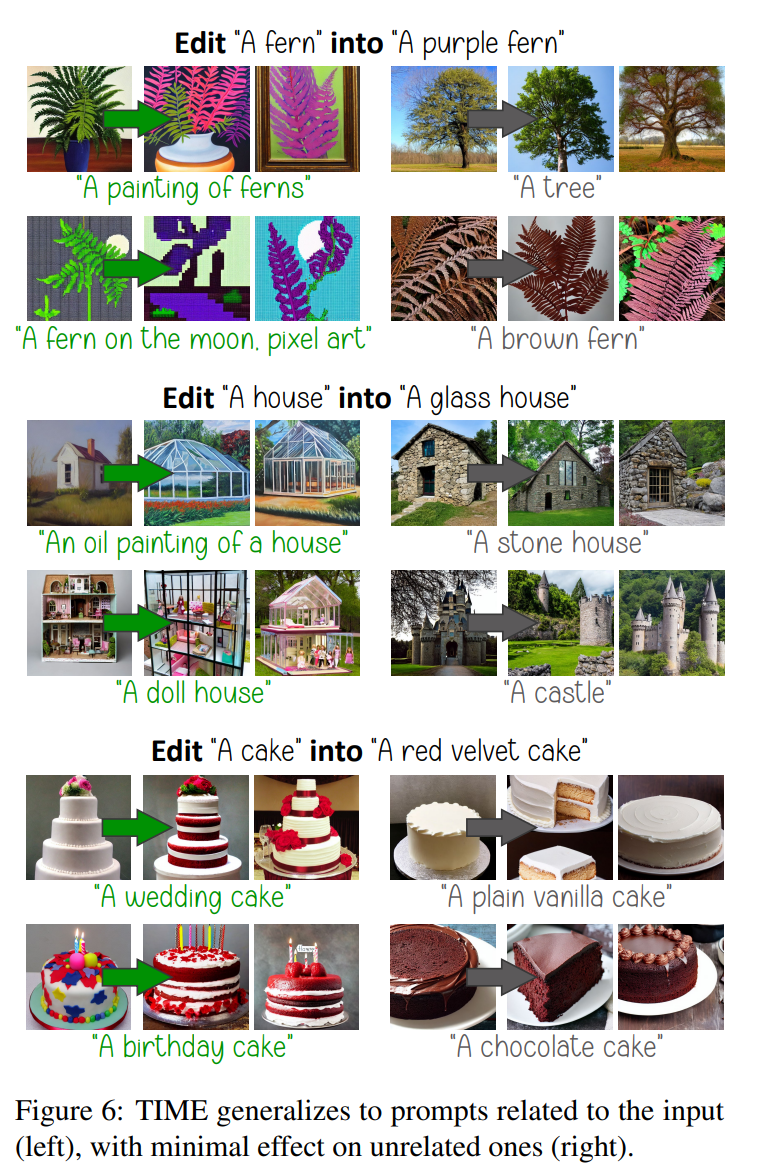 Edit "A fern" into "A purple fern"
"A painting of ferns"
"A tree"
"A fern on the moon, pixel art"
"A brown fern"
Edit "A house" into "A glass house"
"An oil painting of a house"
"A stone house"
"A doll house"
"A castle"
Edit "A cake" into "A red velvet cake"
"A wedding cake"
"A plain vanilla cake"
"A birthday cake"
"A chocolate cake"
Figure 6: TIME generalizes to prompts related to the input
(left), with minimal effect on unrelated ones (right).